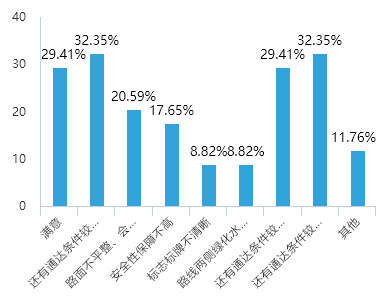 40
30
20
10
0
29.41%
32.35%
20.59%
17.65%
8.82%
8.82%
29.41%
32.35%
11.76%
满意
还有通达条件较...
路面不平整、会...
安全性保障不高
标志标牌不清晰
路线两侧绿化水...
还有通达条件较...
还有通达条件较...
其他